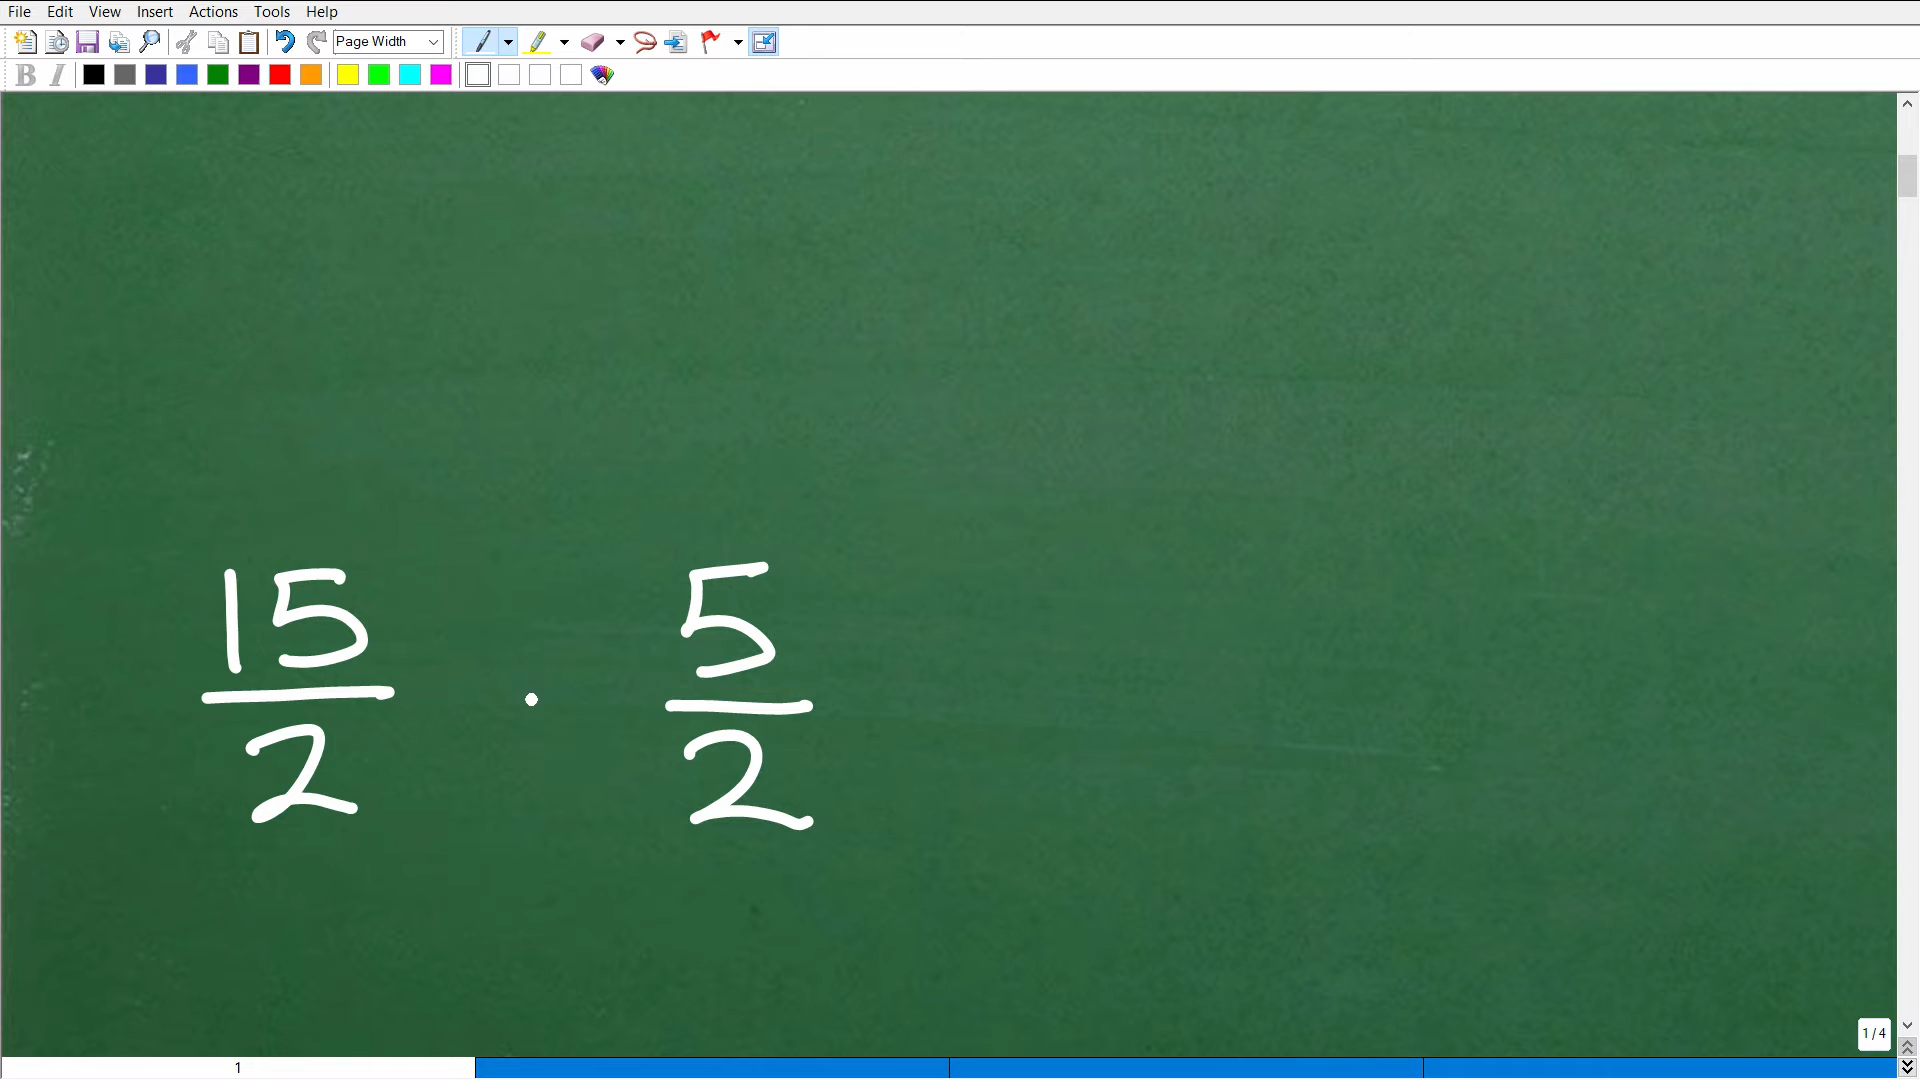 File Edit View Insert Actions Tools Help
Page Width
B I
15/2 · 5/2
1 / 4
1